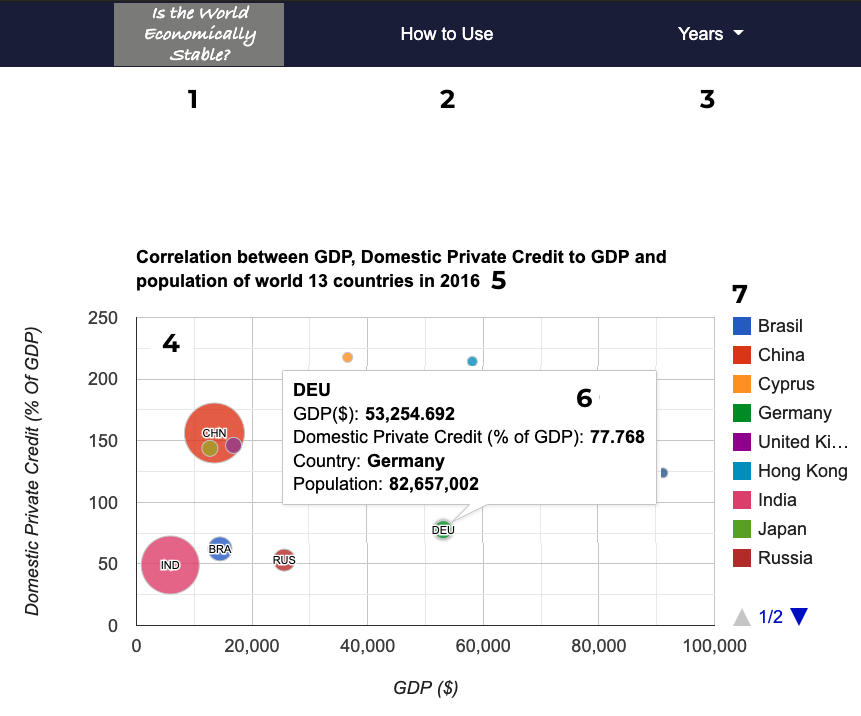 Is the World
Economically
Stable?
How to Use
Years
1
2
3
Correlation between GDP, Domestic Private Credit to GDP and
population of world 13 countries in 2016
5
7
4
6
Domestic Private Credit (% Of GDP)
250
200
150
100
50
0
CHN
IND
BRA
RUS
DEU
DEU
GDP($): 53,254.692
Domestic Private Credit (% of GDP): 77.768
Country: Germany
Population: 82,657,002
0
20,000
40,000
60,000
80,000
100,000
GDP ($)
Brasil
China
Cyprus
Germany
United Ki...
Hong Kong
India
Japan
Russia
1/2